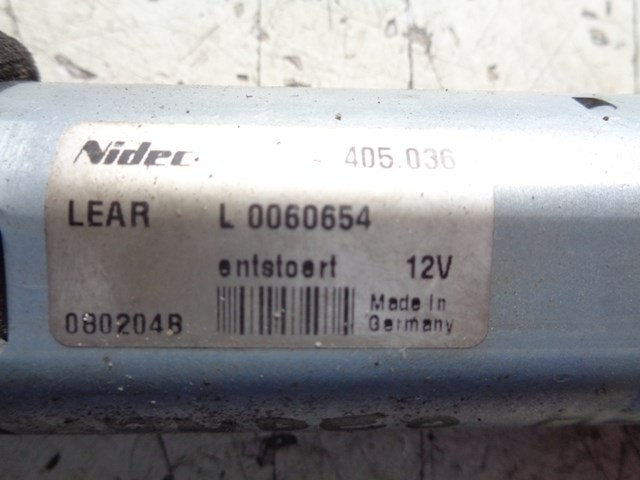 Nidec 405.036
LEAR L 0060654
entstoert 12V
080204B
Made In
Germany